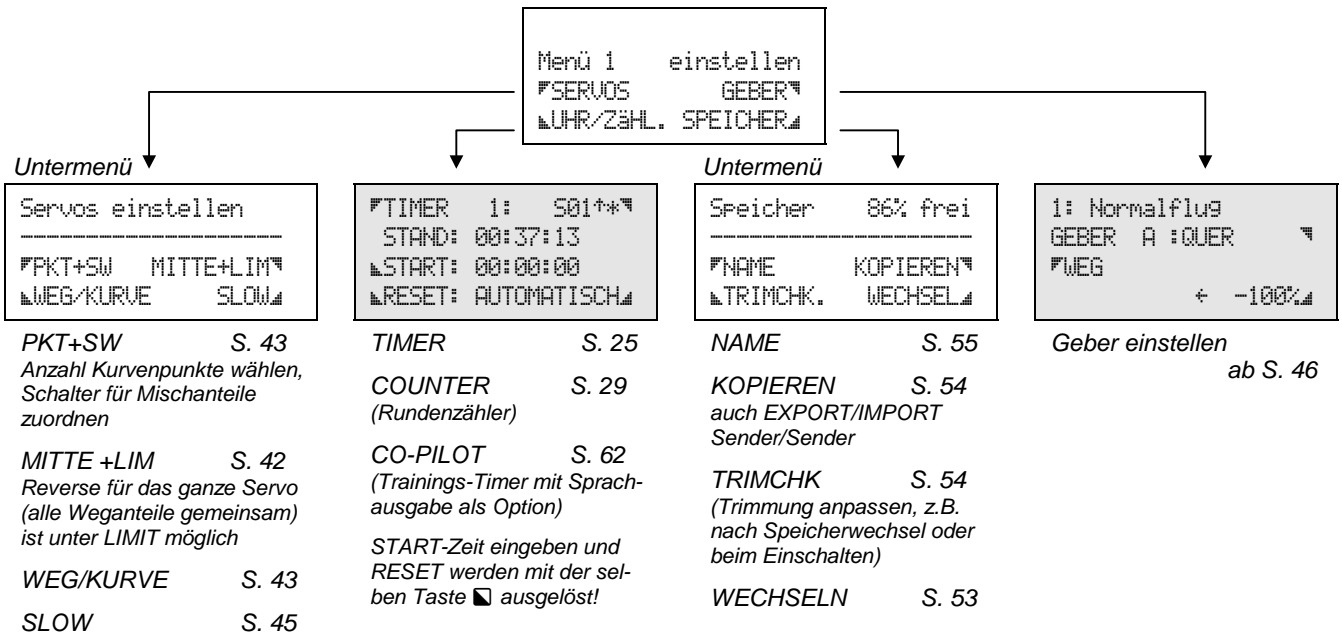 Menü 1 einstellen
SERVOS GEBER
UHR/ZäHL. SPEICHER
Untermenü
Servos einstellen
--------------------
PKT+SW MITTE+LIM
WEG/KURVE SLOW
PKT+SW S. 43
Anzahl Kurvenpunkte wählen,
Schalter für Mischanteile
zuordnen
MITTE +LIM S. 42
Reverse für das ganze Servo
(alle Weganteile gemeinsam)
ist unter LIMIT möglich
WEG/KURVE S. 43
SLOW S. 45
TIMER 1: S01↑*
STAND: 00:37:13
START: 00:00:00
RESET: AUTOMATISCH
TIMER S. 25
COUNTER S. 29
(Rundenzähler)
CO-PILOT S. 62
(Trainings-Timer mit Sprach-
ausgabe als Option)
START-Zeit eingeben und
RESET werden mit der sel-
ben Taste ausgelöst!
Untermenü
Speicher 86% frei
--------------------
NAME KOPIEREN
TRIMCHK. WECHSEL
NAME S. 55
KOPIEREN S. 54
auch EXPORT/IMPORT
Sender/Sender
TRIMCHK S. 54
(Trimmung anpassen, z.B.
nach Speicherwechsel oder
beim Einschalten)
WECHSELN S. 53
1: Normalflug
GEBER A :QUER
WEG
← -100%
Geber einstellen
ab S. 46